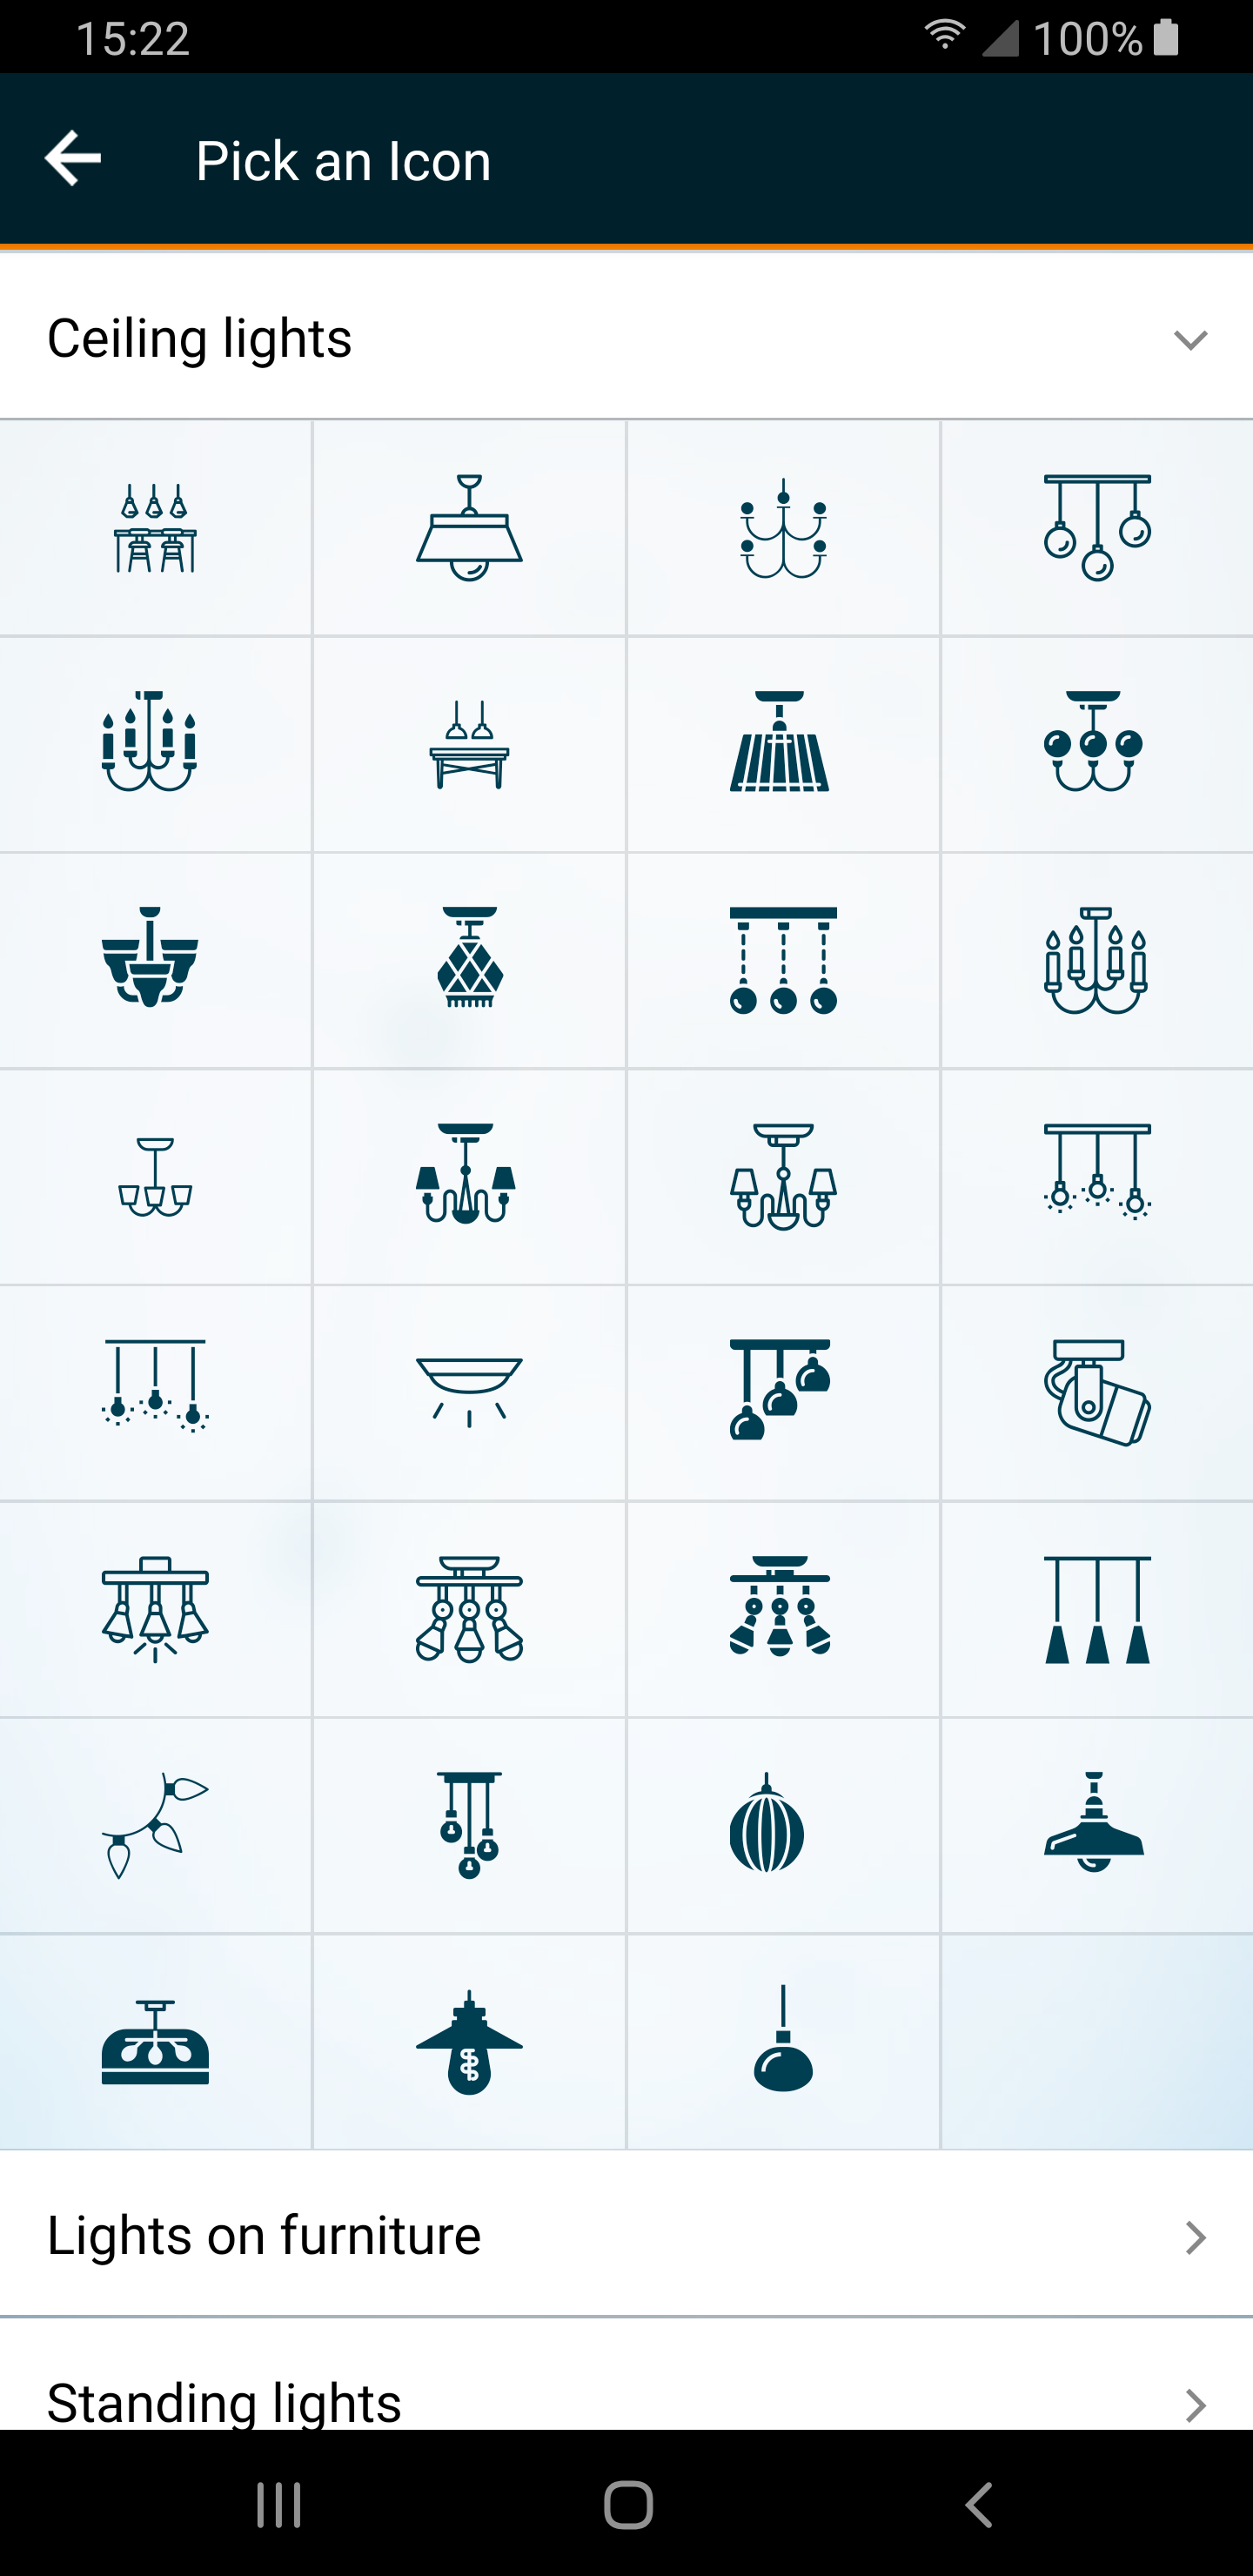 15:22 100%
Pick an Icon
Ceiling lights
$
Lights on furniture
Standing lights